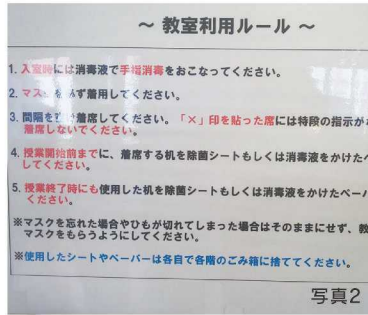 ～ 教室利用ルール ～
1. 入室時には消毒液で手指消毒をおこなってください。
2. マスクを必ず着用してください。
3. 間隔を 着席してください。「×」印を貼った席には特段の指示が
着席しないでください。
4. 授業開始前までに、着席する机を除菌シートもしくは消毒液をかけたペ
してください。
5. 授業終了時にも使用した机を除菌シートもしくは消毒液をかけたペーパ
ください。
※マスクを忘れた場合やひもが切れてしまった場合はそのままにせず、教
マスクをもらうようにしてください。
※使用したシートやペーパーは各自で各階のごみ箱に捨ててください。
写真2